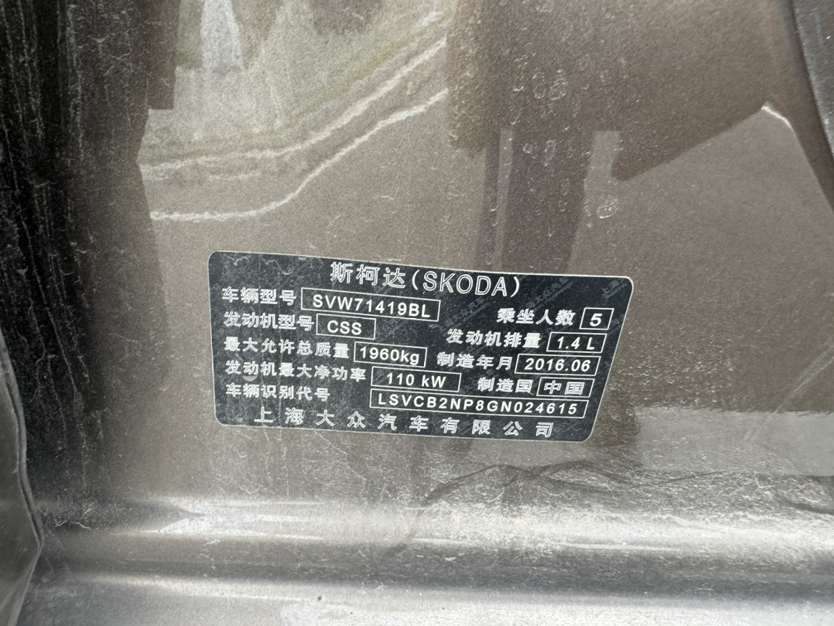 斯柯达(SKODA)
车辆型号 SVW71419BL 乘坐人数 5
发动机型号 CSS 发动机排量 1.4 L
最大允许总质量 1960kg 制造年月 2016.06
发动机最大净功率 110 kW 制造国 中国
车辆识别代号 LSVCB2NP8GN024615
上海大众汽车有限公司